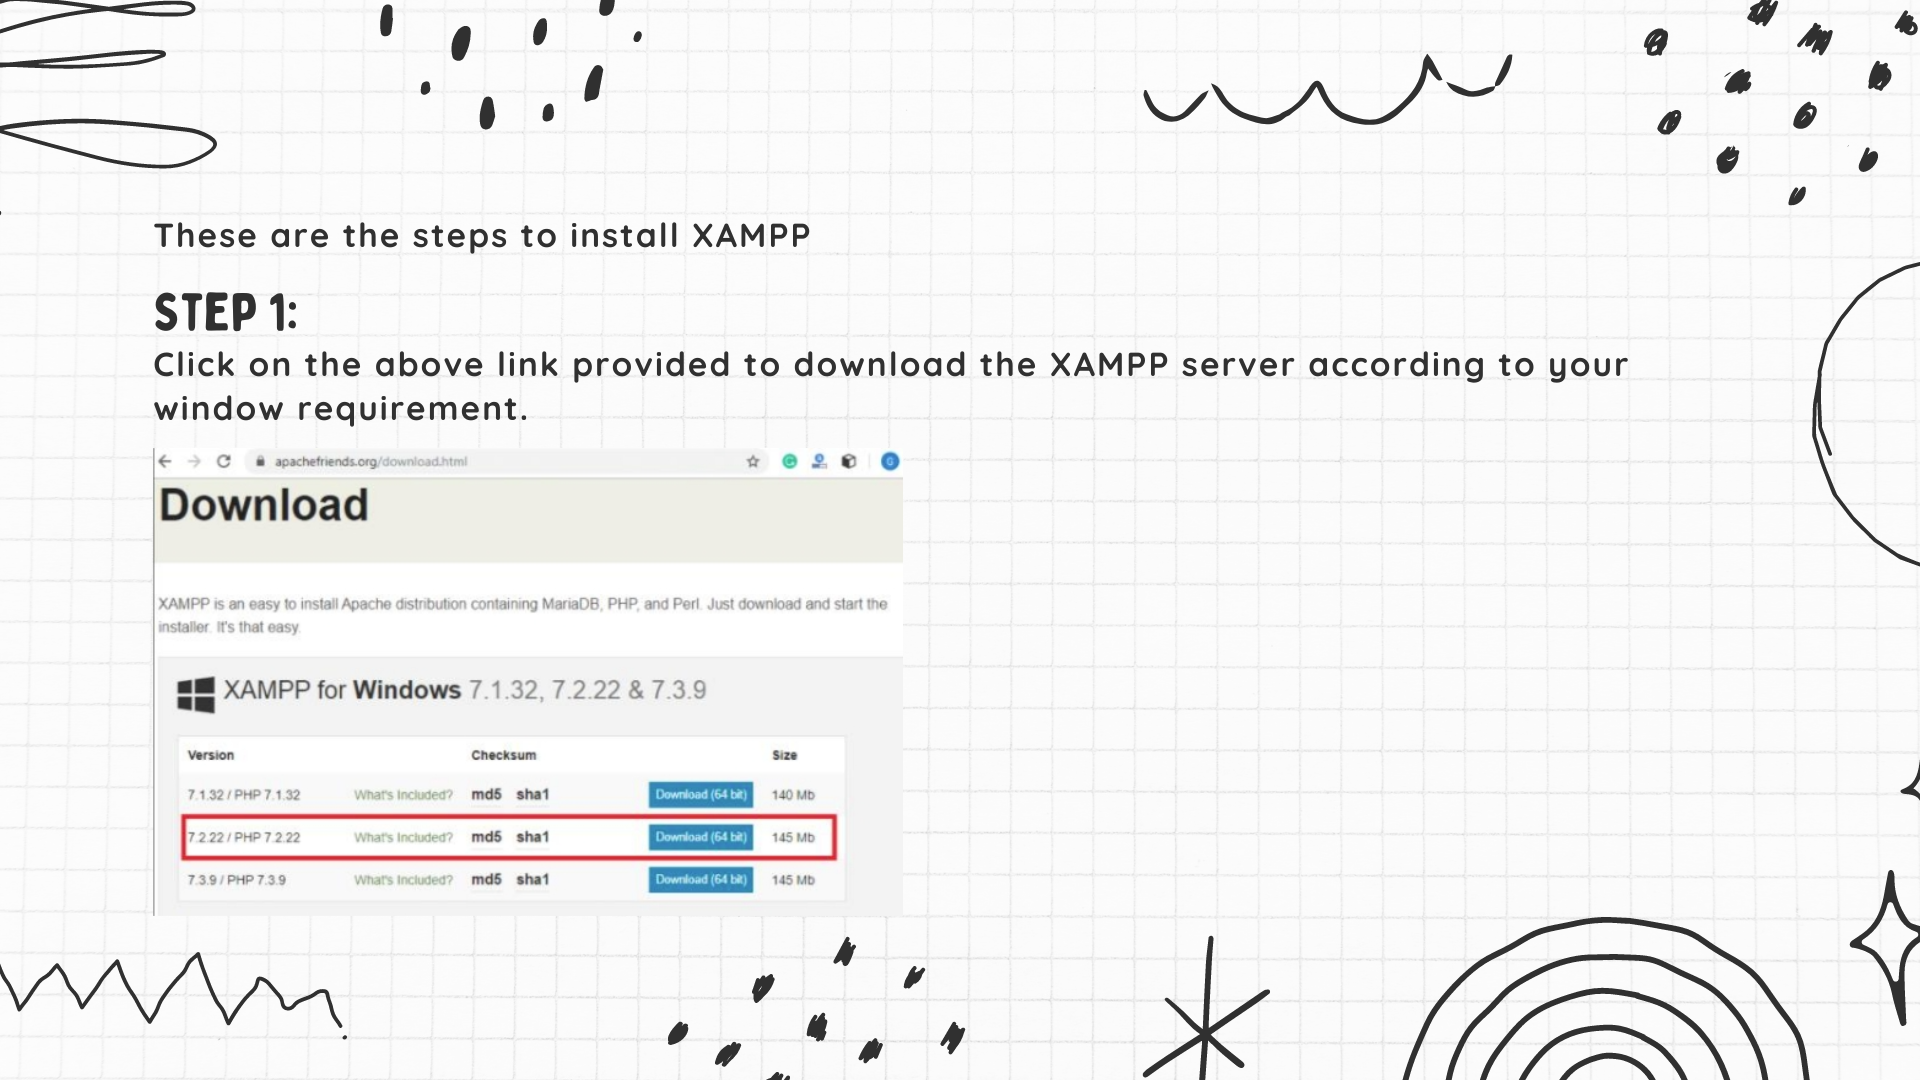 These are the steps to install XAMPP
STEP 1:
Click on the above link provided to download the XAMPP server according to your
window requirement.
apachefriends.org/download.html
G
Download
XAMPP is an easy to install Apache distribution containing MariaDB, PHP, and Perl. Just download and start the
installer. It's that easy.
XAMPP for Windows 7.1.32, 7.2.22 & 7.3.9
Version Checksum Size
7.1.32 / PHP 7.1.32 What's Included? md5 sha1 Download (64 bit) 140 Mb
7.2.22 / PHP 7.2.22 What's Included? md5 sha1 Download (64 bit) 145 Mb
7.3.9 / PHP 7.3.9 What's Included? md5 sha1 Download (64 bit) 145 Mb